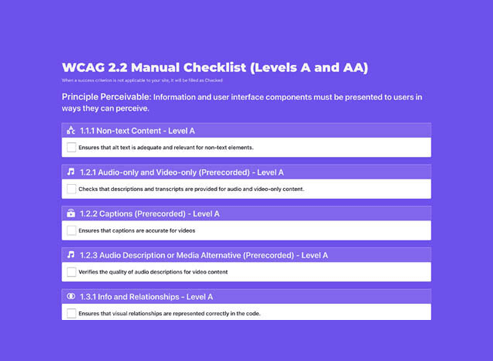 WCAG 2.2 Manual Checklist (Levels A and AA)
When a success criterion is not applicable to your site, it will be filled as Checked
Principle Perceivable: Information and user interface components must be presented to users in
ways they can perceive.
1.1.1 Non-text Content - Level A
Ensures that alt text is adequate and relevant for non-text elements.
1.2.1 Audio-only and Video-only (Prerecorded) - Level A
Checks that descriptions and transcripts are provided for audio and video-only content.
1.2.2 Captions (Prerecorded) - Level A
Ensures that captions are accurate for videos
1.2.3 Audio Description or Media Alternative (Prerecorded) - Level A
Verifies the quality of audio descriptions for video content
1.3.1 Info and Relationships - Level A
Ensures that visual relationships are represented correctly in the code.